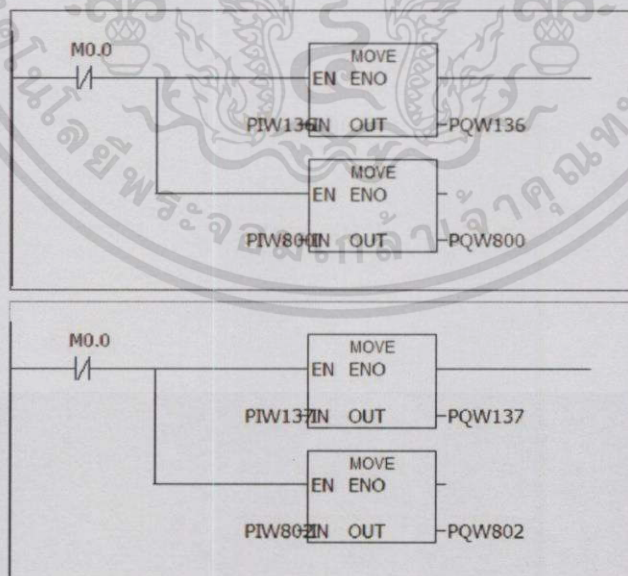 M0.0
MOVE
EN ENO
PIW136 IN OUT PQW136
MOVE
EN ENO
PIW800 IN OUT PQW800
M0.0
MOVE
EN ENO
PIW137 IN OUT PQW137
MOVE
EN ENO
PIW802 IN OUT PQW802